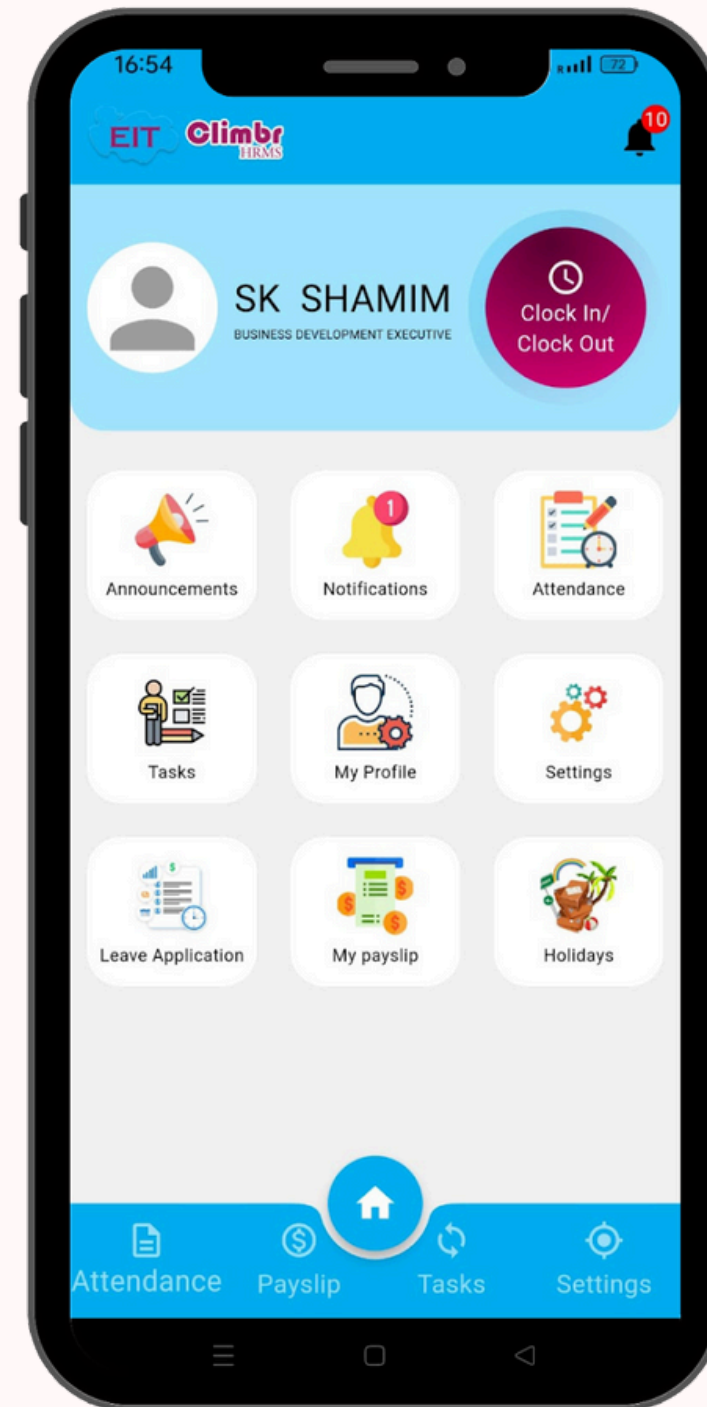 16:54
R 72
EIT Climbr
HRMS
10
SK SHAMIM
BUSINESS DEVELOPMENT EXECUTIVE
Clock In/
Clock Out
1
Announcements Notifications Attendance
Tasks My Profile Settings
Leave Application My payslip Holidays
Attendance Payslip Tasks Settings